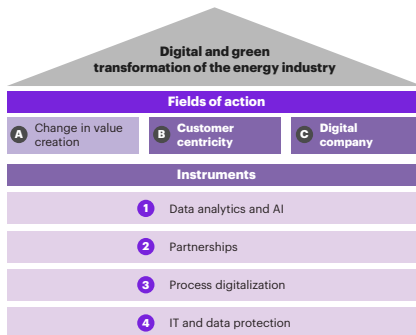 Digital and green
transformation of the energy industry
Fields of action
A Change in value
creation
B Customer
centricity
C Digital
company
Instruments
1 Data analytics and AI
2 Partnerships
3 Process digitalization
4 IT and data protection